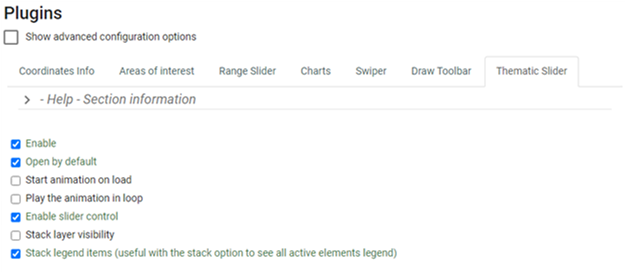 Plugins
Show advanced configuration options
Coordinates Info Areas of interest Range Slider Charts Swiper Draw Toolbar Thematic Slider
- Help - Section information
Enable
Open by default
Start animation on load
Play the animation in loop
Enable slider control
Stack layer visibility
Stack legend items (useful with the stack option to see all active elements legend)